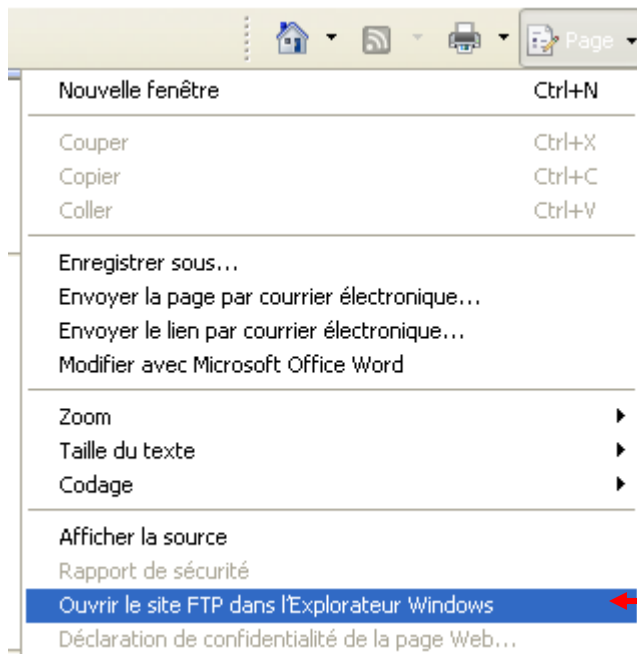 Page
Nouvelle fenêtre Ctrl+N
Couper Ctrl+X
Copier Ctrl+C
Coller Ctrl+V
Enregistrer sous...
Envoyer la page par courrier électronique...
Envoyer le lien par courrier électronique...
Modifier avec Microsoft Office Word
Zoom
Taille du texte
Codage
Afficher la source
Rapport de sécurité
Ouvrir le site FTP dans l'Explorateur Windows
Déclaration de confidentialité de la page Web...